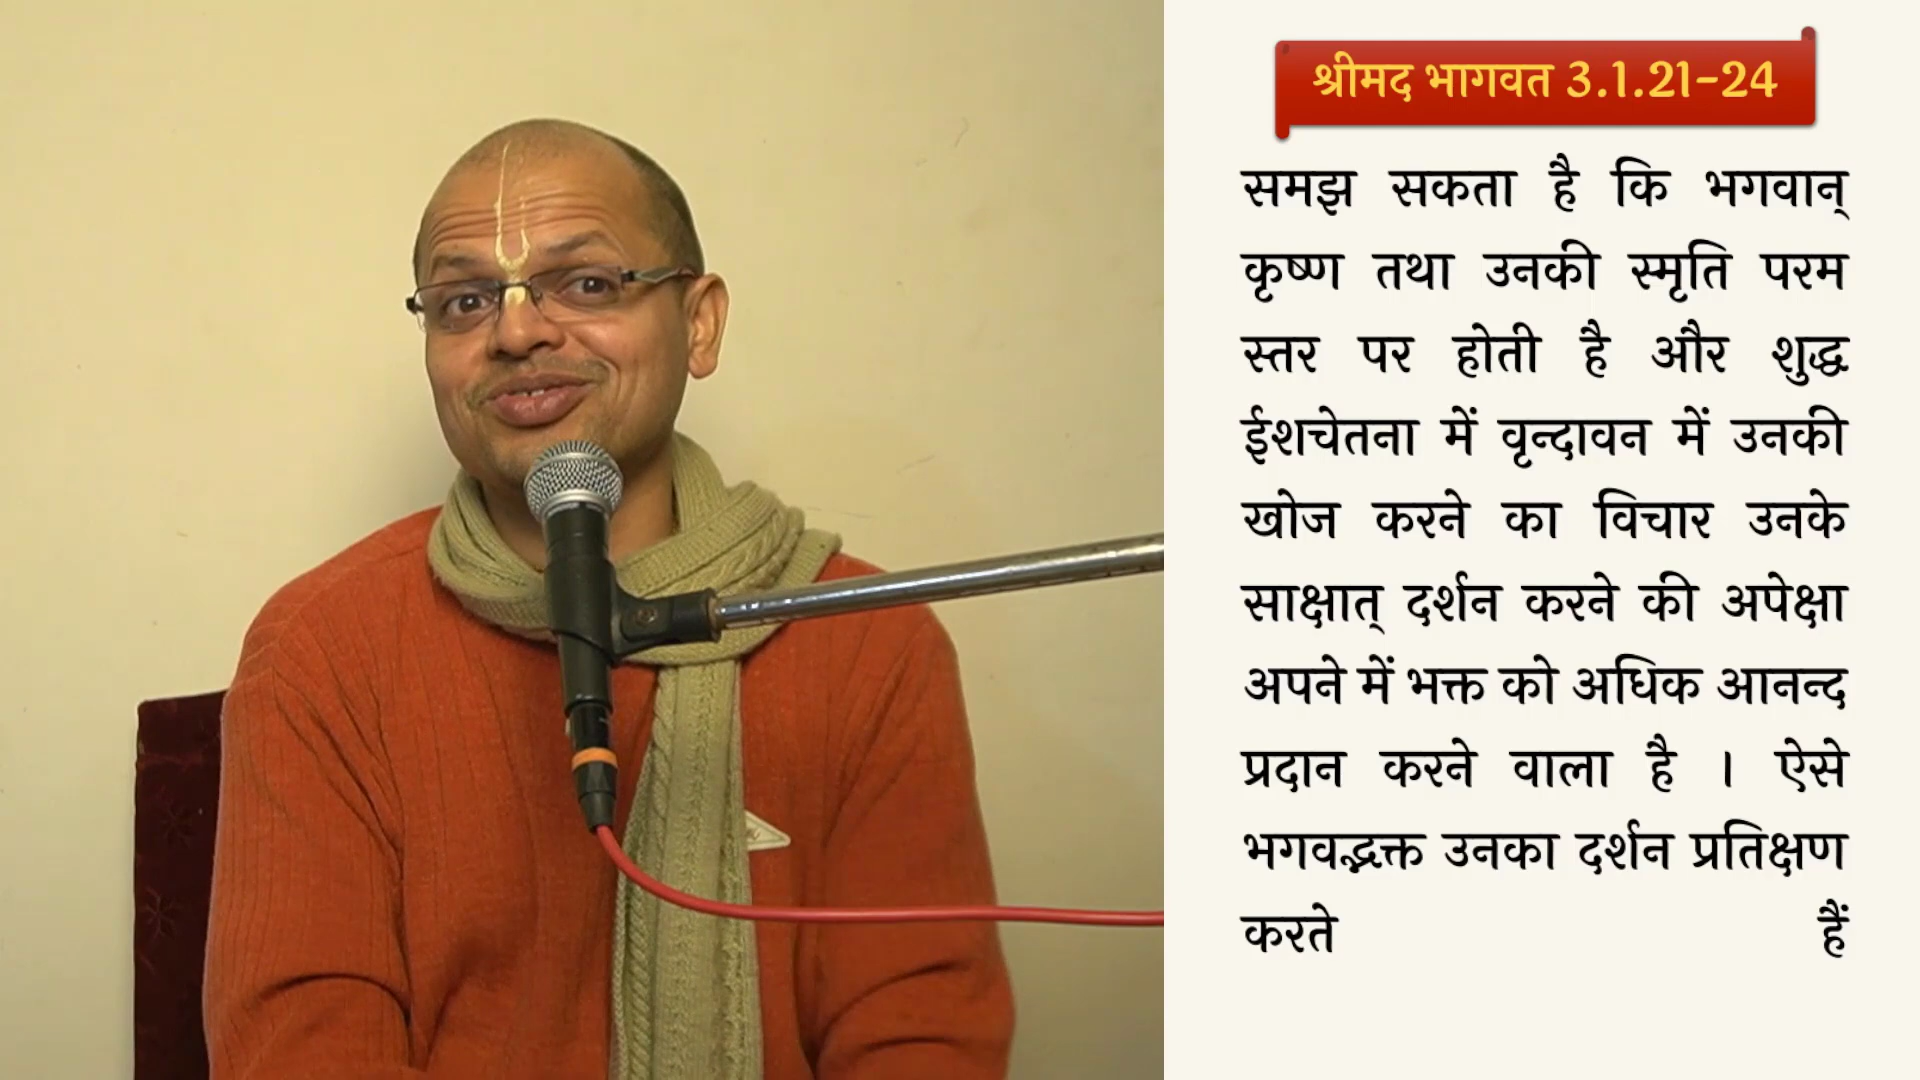 श्रीमद भागवत 3.1.21-24
समझ सकता है कि भगवान्
कृष्ण तथा उनकी स्मृति परम
स्तर पर होती है और शुद्ध
ईशचेतना में वृन्दावन में उनकी
खोज करने का विचार उनके
साक्षात् दर्शन करने की अपेक्षा
अपने में भक्त को अधिक आनन्द
प्रदान करने वाला है । ऐसे
भगवद्भक्त उनका दर्शन प्रतिक्षण
करते हैं